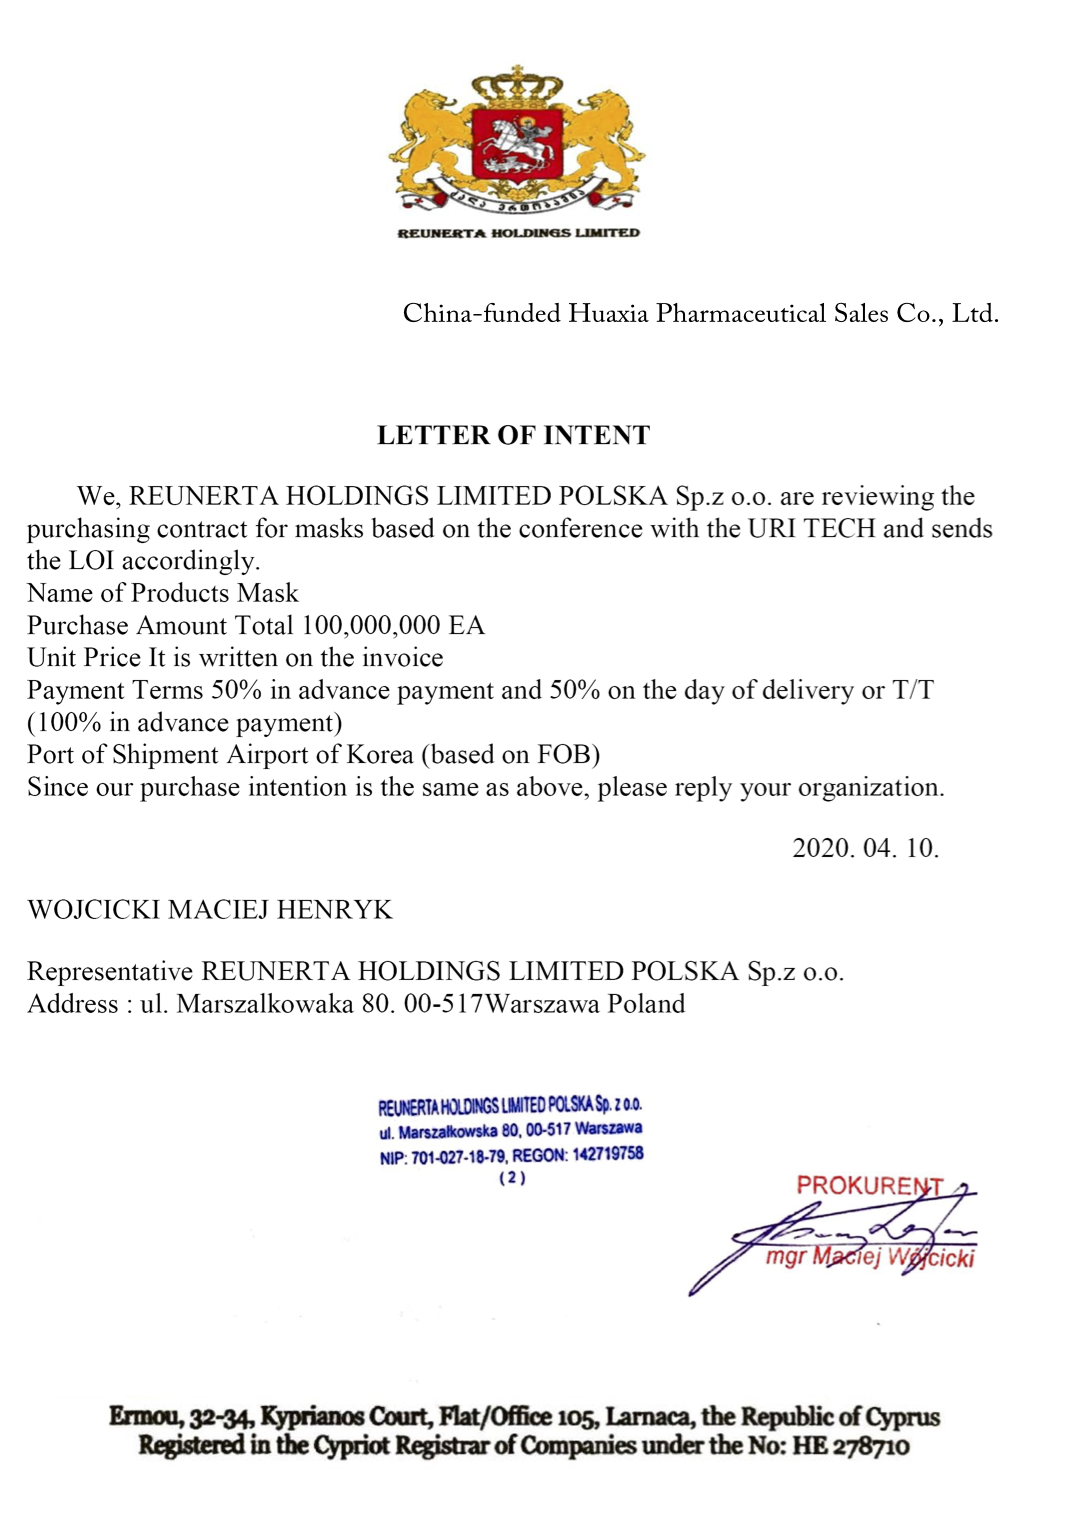 ძალა ერთობაშია
REUNERTA HOLDINGS LIMITED
China-funded Huaxia Pharmaceutical Sales Co., Ltd.
LETTER OF INTENT
We, REUNERTA HOLDINGS LIMITED POLSKA Sp.z o.o. are reviewing the
purchasing contract for masks based on the conference with the URI TECH and sends
the LOI accordingly.
Name of Products Mask
Purchase Amount Total 100,000,000 EA
Unit Price It is written on the invoice
Payment Terms 50% in advance payment and 50% on the day of delivery or T/T
(100% in advance payment)
Port of Shipment Airport of Korea (based on FOB)
Since our purchase intention is the same as above, please reply your organization.
2020. 04. 10.
WOJCICKI MACIEJ HENRYK
Representative REUNERTA HOLDINGS LIMITED POLSKA Sp.z o.o.
Address : ul. Marszalkowaka 80. 00-517Warszawa Poland
REUNERTA HOLDINGS LIMITED POLSKA Sp. z o.o.
ul. Marszałkowska 80, 00-517 Warszawa
NIP: 701-027-18-79, REGON: 142719758
( 2 )
PROKURENT
mgr Maciej Wójcicki
Ermou, 32-34, Kyprianos Court, Flat/Office 105, Larnaca, the Republic of Cyprus
Registered in the Cypriot Registrar of Companies under the No: HE 278710